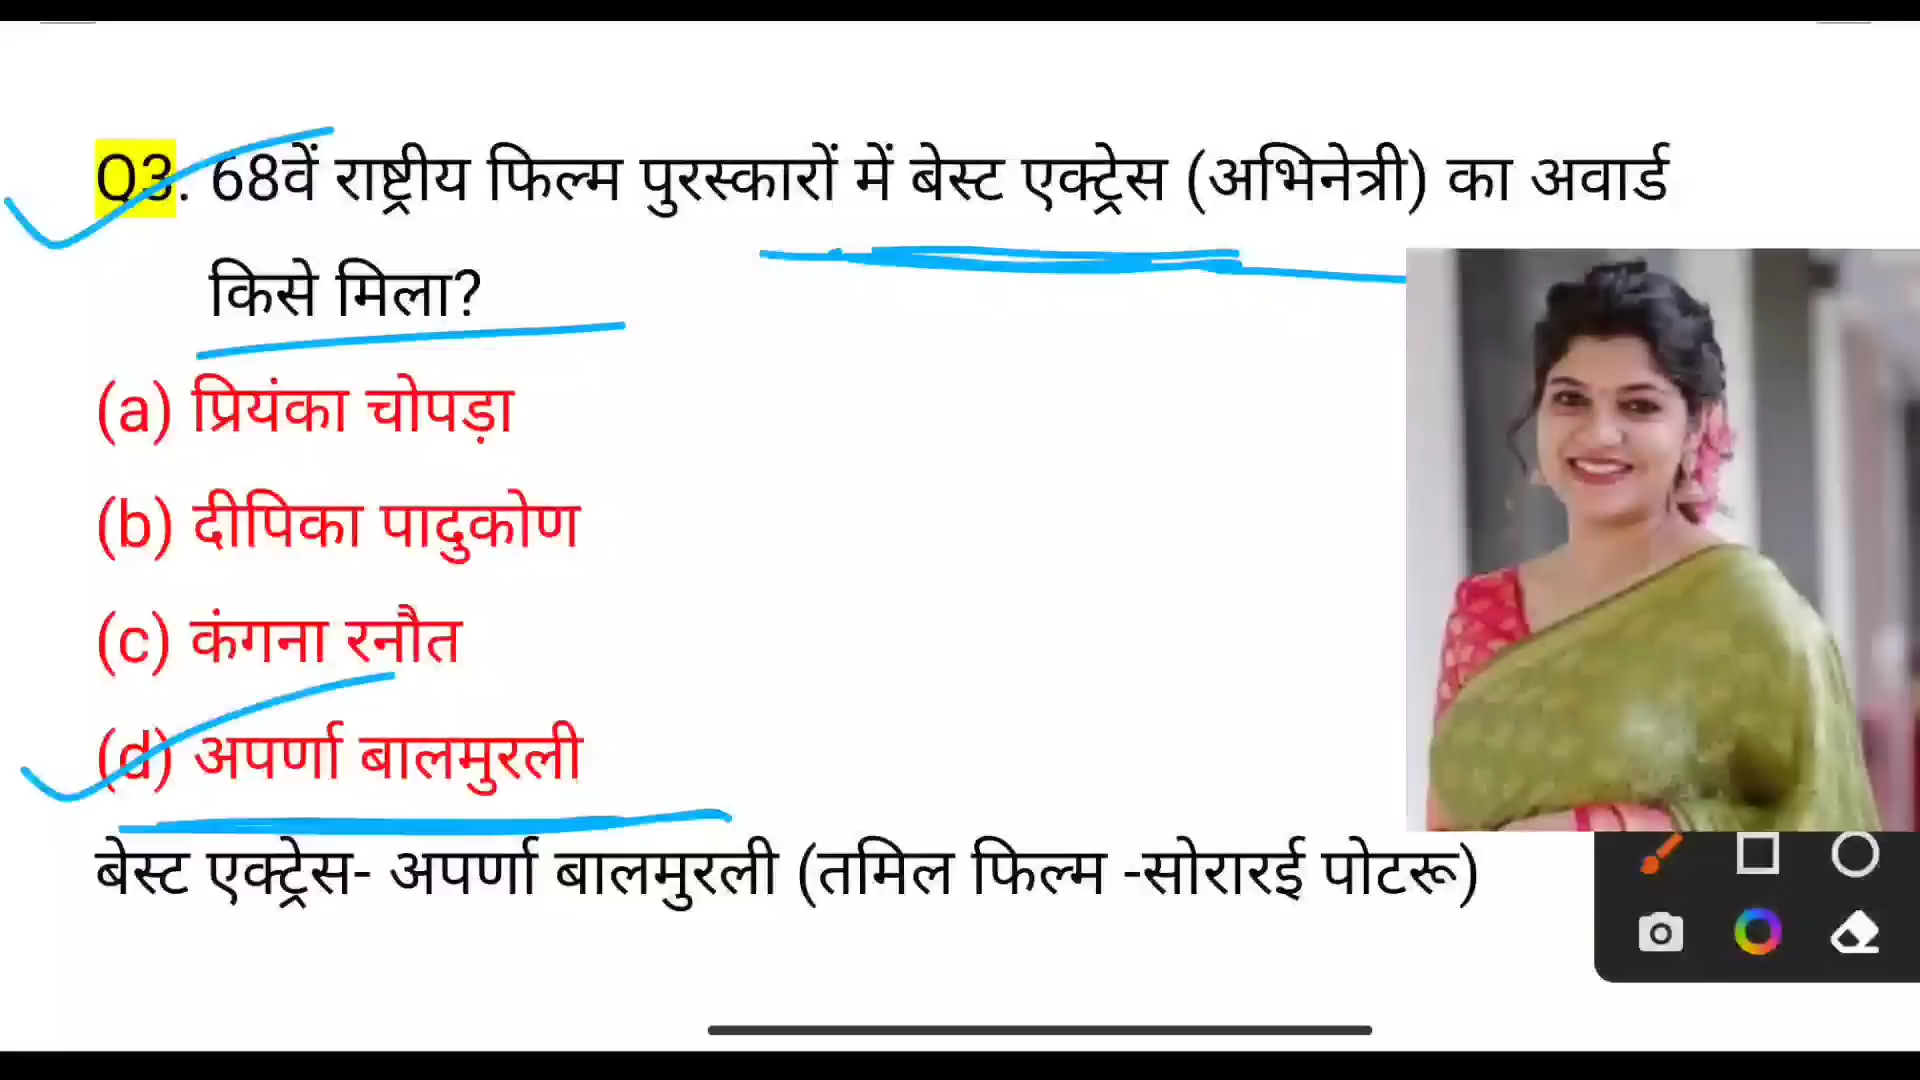 Q3. 68वें राष्ट्रीय फिल्म पुरस्कारों में बेस्ट एक्ट्रेस (अभिनेत्री) का अवार्ड
किसे मिला?
(a) प्रियंका चोपड़ा
(b) दीपिका पादुकोण
(c) कंगना रनौत
(d) अपर्णा बालमुरली
बेस्ट एक्ट्रेस- अपर्णा बालमुरली (तमिल फिल्म -सोरारई पोटरू)